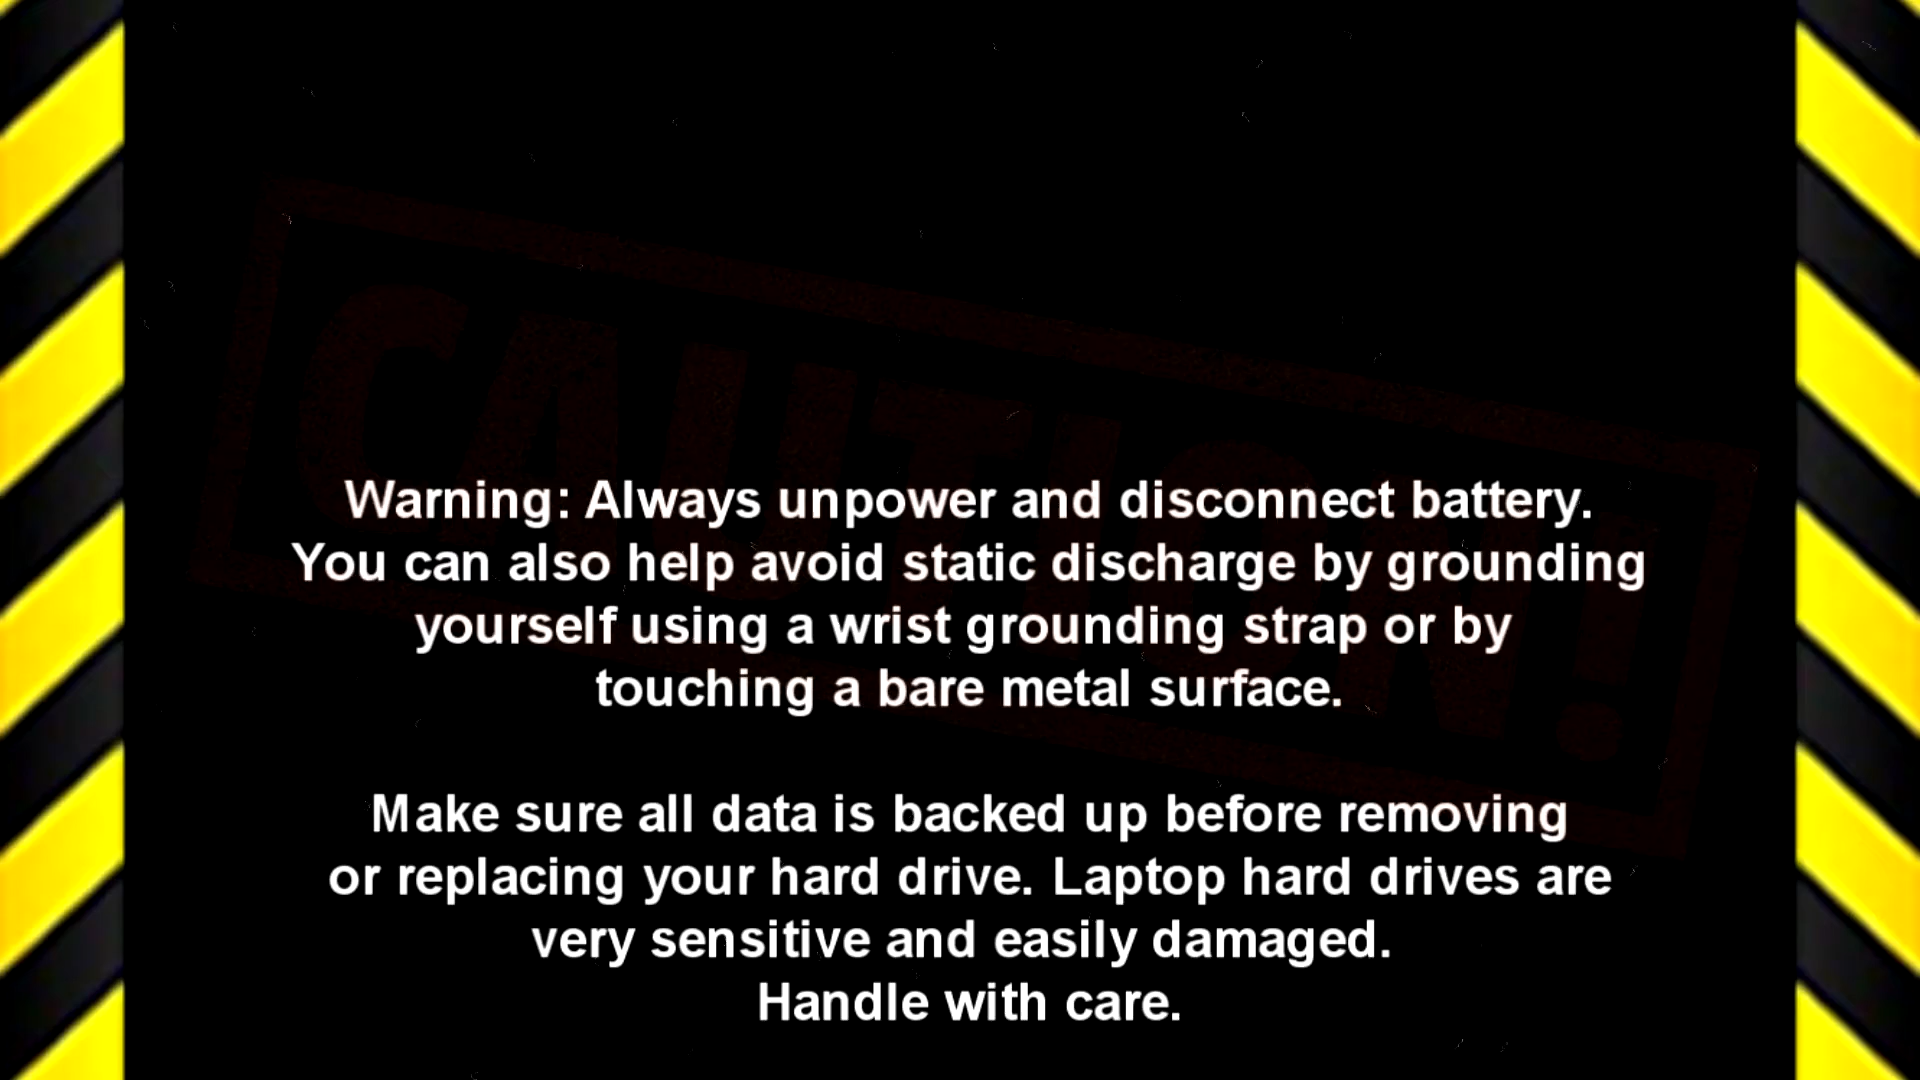 CAUTION!
Warning: Always unpower and disconnect battery.
You can also help avoid static discharge by grounding
yourself using a wrist grounding strap or by
touching a bare metal surface.
Make sure all data is backed up before removing
or replacing your hard drive. Laptop hard drives are
very sensitive and easily damaged.
Handle with care.